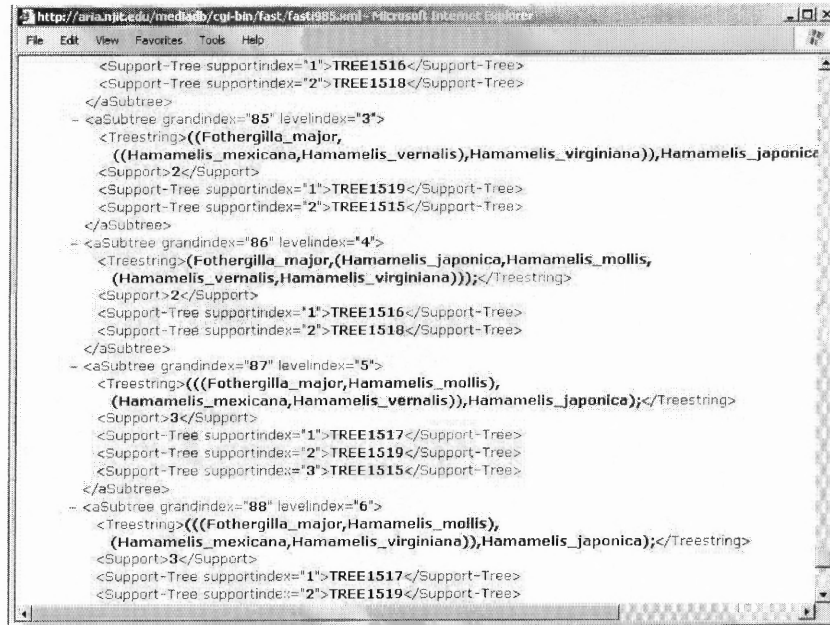 http://aria.njit.edu/mediadb/cgi-bin/fast/fasti985.xml - Microsoft Internet Explorer
File Edit View Favorites Tools Help
<Support-Tree supportindex="1">TREE1516</Support-Tree>
<Support-Tree supportindex="2">TREE1518</Support-Tree>
</aSubtree>
- <aSubtree grandindex="85" levelindex="3">
<Treestring>((Fothergilla_major,
((Hamamelis_mexicana,Hamamelis_vernalis),Hamamelis_virginiana)),Hamamelis_japonica
<Support>2</Support>
<Support-Tree supportindex="1">TREE1519</Support-Tree>
<Support-Tree supportindex="2">TREE1515</Support-Tree>
</aSubtree>
- <aSubtree grandindex="86" levelindex="4">
<Treestring>(Fothergilla_major,(Hamamelis_japonica,Hamamelis_mollis,
(Hamamelis_vernalis,Hamamelis_virginiana)));</Treestring>
<Support>2</Support>
<Support-Tree supportindex="1">TREE1516</Support-Tree>
<Support-Tree supportindex="2">TREE1518</Support-Tree>
</aSubtree>
- <aSubtree grandindex="87" levelindex="5">
<Treestring>(((Fothergilla_major,Hamamelis_mollis),
(Hamamelis_mexicana,Hamamelis_vernalis)),Hamamelis_japonica);</Treestring>
<Support>3</Support>
<Support-Tree supportindex="1">TREE1517</Support-Tree>
<Support-Tree supportindex="2">TREE1519</Support-Tree>
<Support-Tree supportindex="3">TREE1515</Support-Tree>
</aSubtree>
- <aSubtree grandindex="88" levelindex="6">
<Treestring>(((Fothergilla_major,Hamamelis_mollis),
(Hamamelis_mexicana,Hamamelis_virginiana)),Hamamelis_japonica);</Treestring>
<Support>3</Support>
<Support-Tree supportindex="1">TREE1517</Support-Tree>
<Support-Tree supportindex="2">TREE1519</Support-Tree>